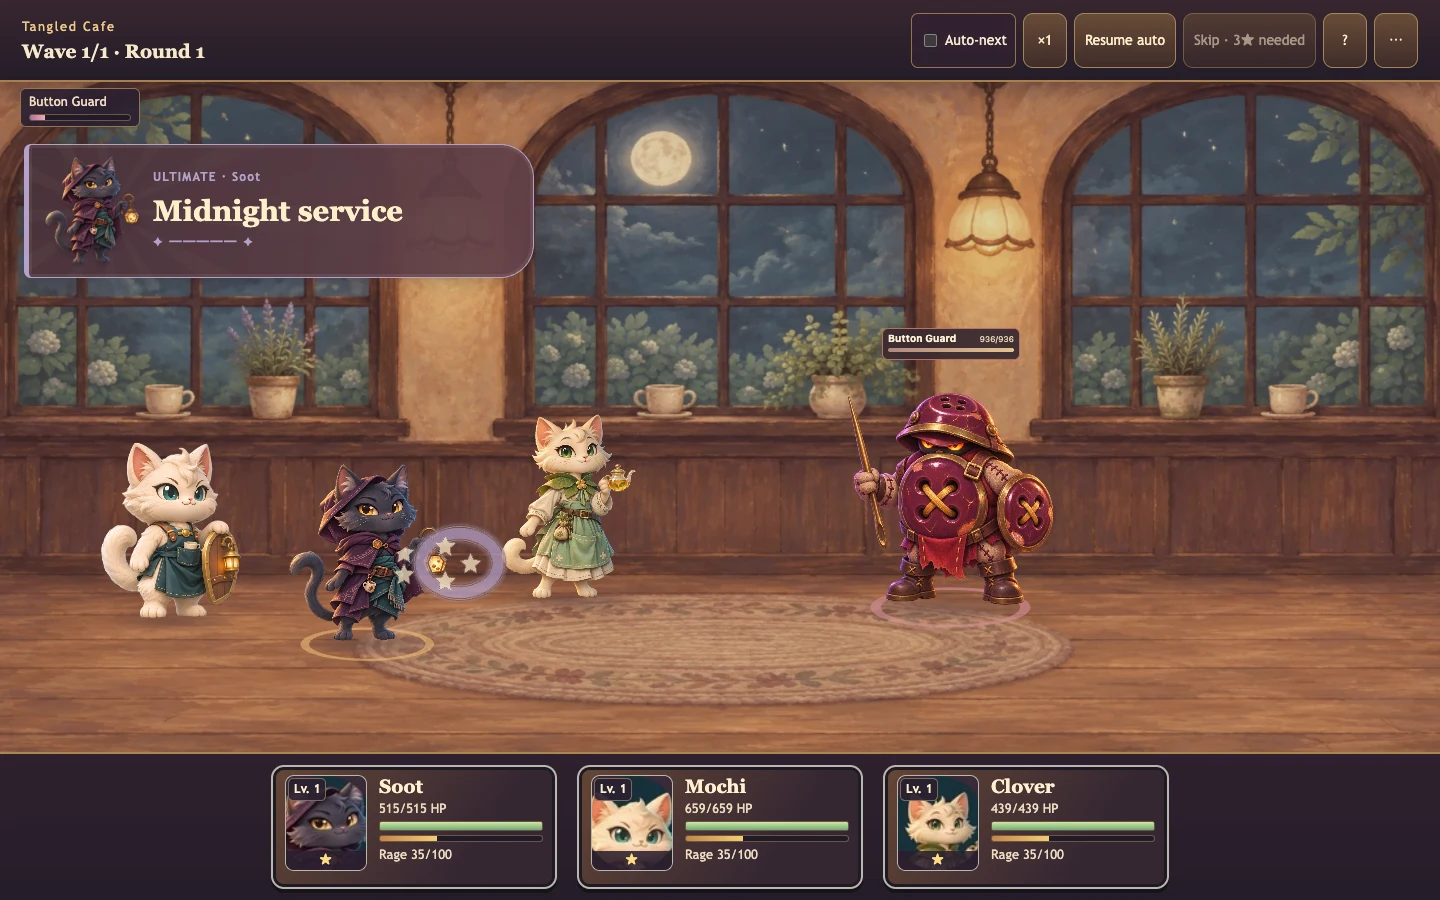 Tangled Cafe
Wave 1/1 · Round 1
Auto-next
×1
Resume auto
Skip · 3★ needed
?
···
Button Guard
ULTIMATE · Soot
Midnight service
Button Guard 936/936
Lv. 1
Soot
515/515 HP
Rage 35/100
Lv. 1
Mochi
659/659 HP
Rage 35/100
Lv. 1
Clover
439/439 HP
Rage 35/100